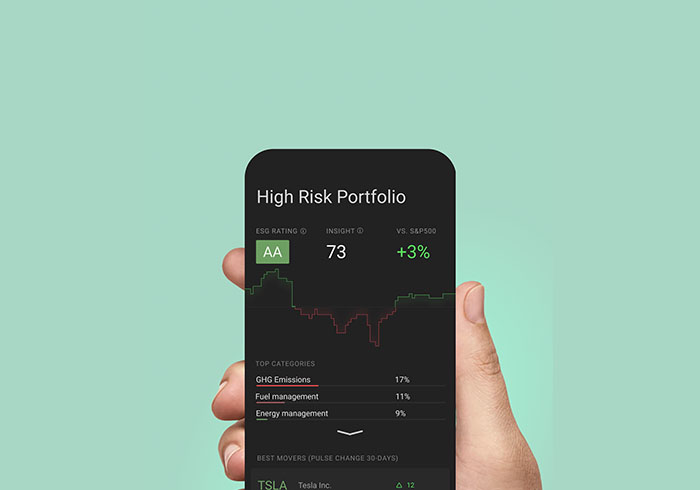 High Risk Portfolio
ESG RATING ⓘ INSIGHT ⓘ VS. S&P500
AA 73 +3%
TOP CATEGORIES
GHG Emissions 17%
Fuel management 11%
Energy management 9%
BEST MOVERS (PULSE CHANGE 30-DAYS)
TSLA Tesla Inc. △ 12